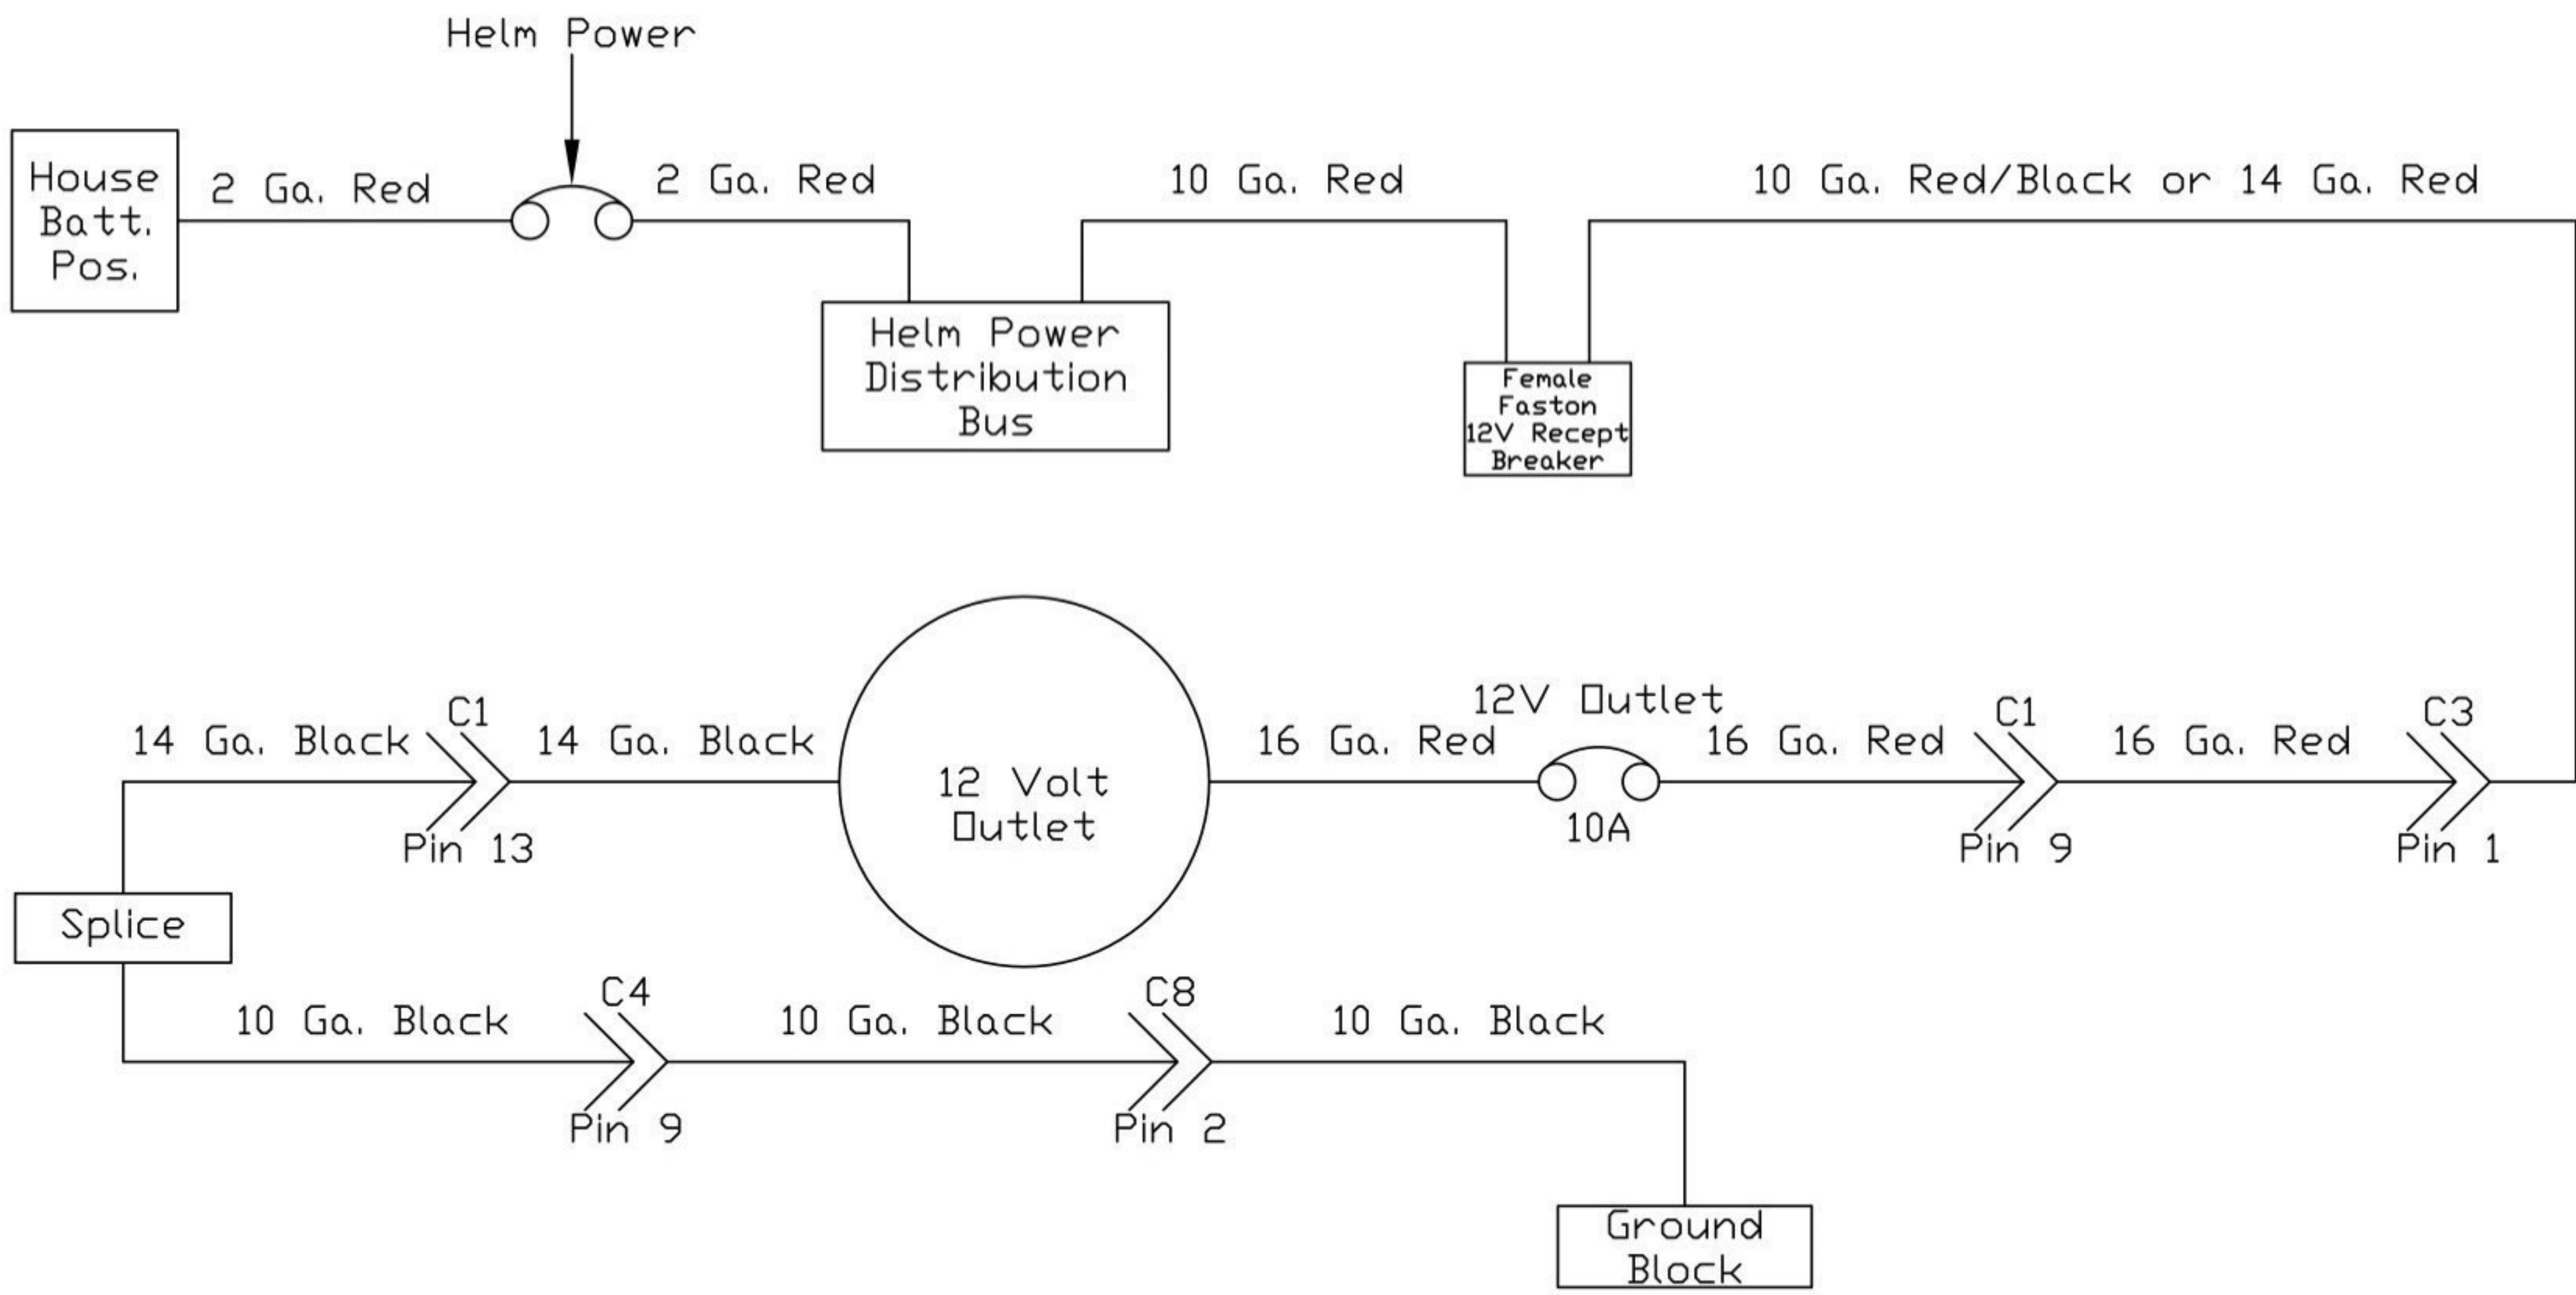 Helm Power
House
Batt.
Pos.
2 Ga. Red
2 Ga. Red
10 Ga. Red
10 Ga. Red/Black or 14 Ga. Red
Helm Power
Distribution
Bus
Female
Faston
12V Recept
Breaker
14 Ga. Black
C1
Pin 13
14 Ga. Black
12 Volt
Outlet
16 Ga. Red
12V Outlet
10A
16 Ga. Red
C1
Pin 9
16 Ga. Red
C3
Pin 1
Splice
10 Ga. Black
C4
Pin 9
10 Ga. Black
C8
Pin 2
10 Ga. Black
Ground
Block